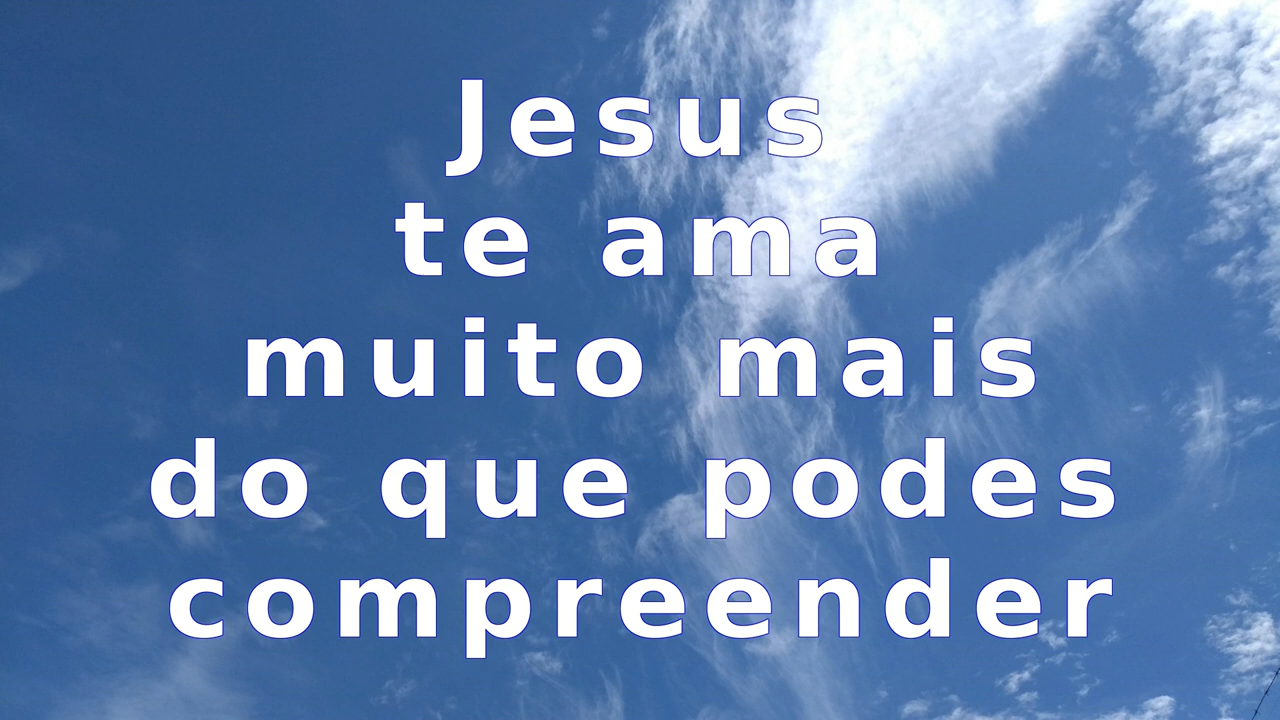 Jesus
te ama
muito mais
do que podes
compreender